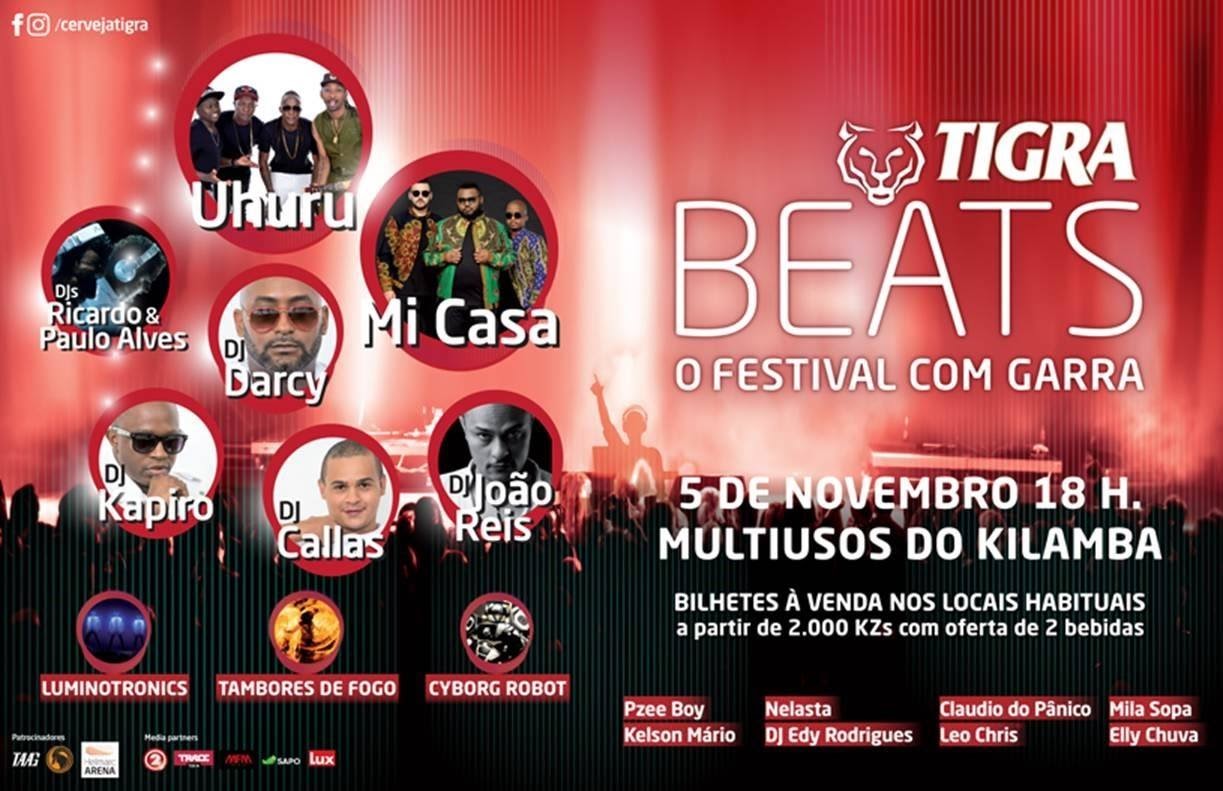 /cervejatigra
Uhuru
Mi Casa
DJs
Ricardo &
Paulo Alves
DJ
Darcy
DJ
Kapiro
DJ
Callas
DJ João
Reis
TIGRA
BEATS
O FESTIVAL COM GARRA
5 DE NOVEMBRO 18 H.
MULTIUSOS DO KILAMBA
BILHETES À VENDA NOS LOCAIS HABITUAIS
a partir de 2.000 KZs com oferta de 2 bebidas
LUMINOTRONICS
TAMBORES DE FOGO
CYBORG ROBOT
Pzee Boy
Nelasta
Claudio do Pânico
Mila Sopa
Kelson Mário
DJ Edy Rodrigues
Leo Chris
Elly Chuva
Patrocinadores
TAAG
ARENA
Media partners
2
TRACE
MFM
SAPO
lux